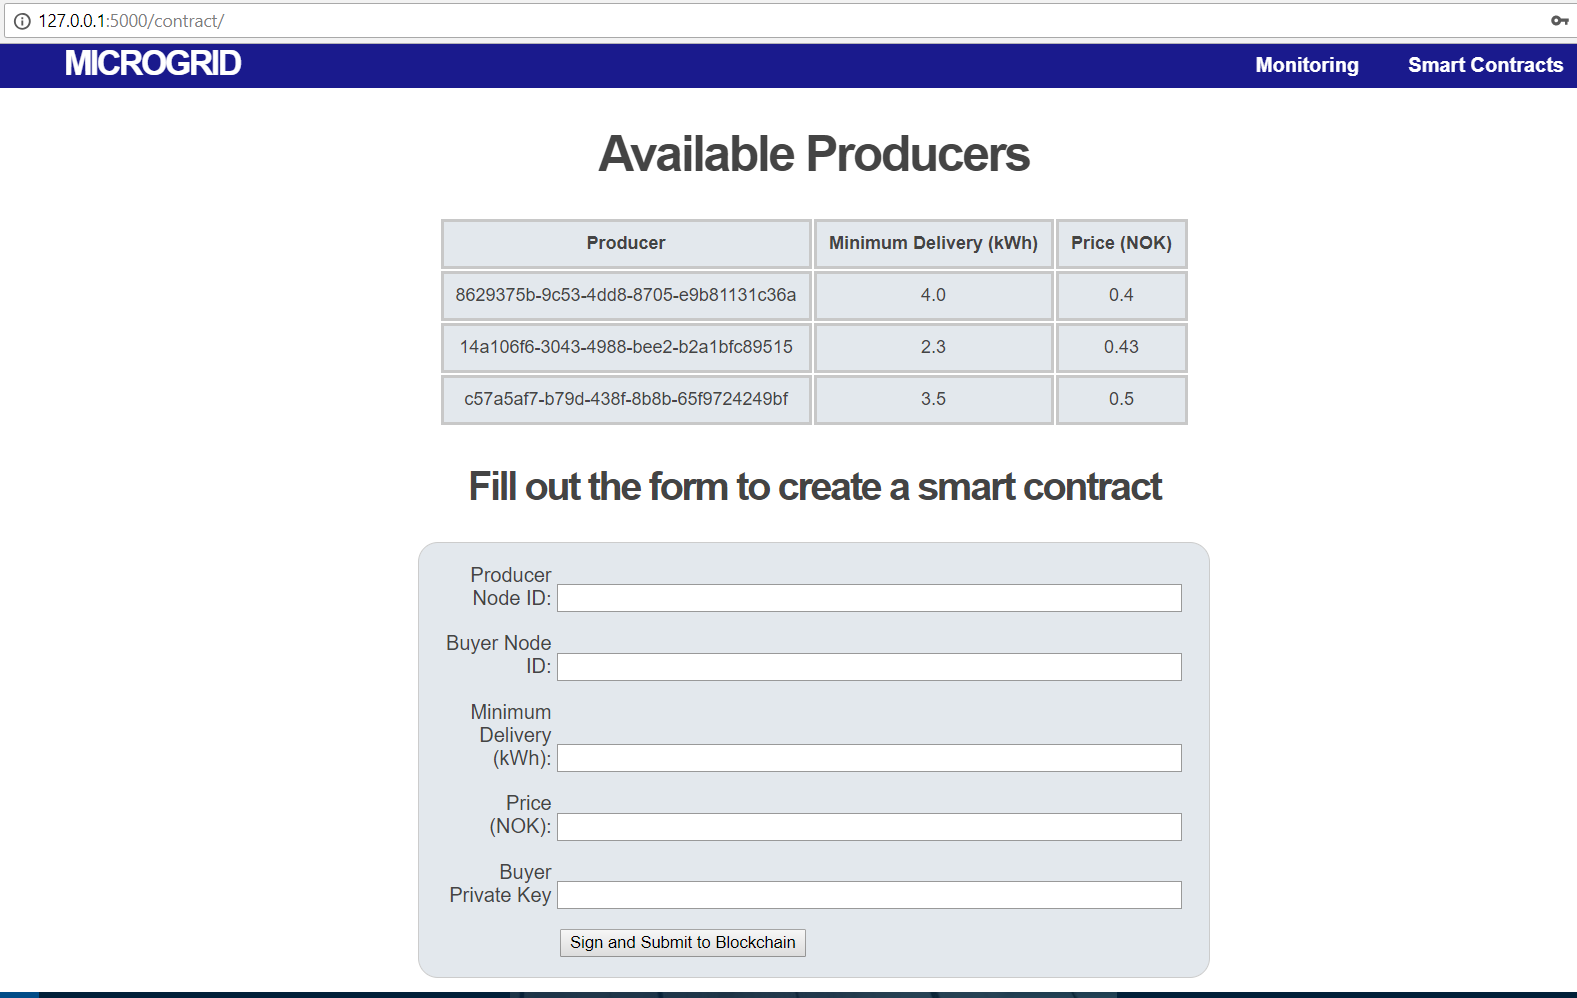 127.0.0.1:5000/contract/
MICROGRID
Monitoring
Smart Contracts
Available Producers
Producer Minimum Delivery (kWh) Price (NOK)
8629375b-9c53-4dd8-8705-e9b81131c36a 4.0 0.4
14a106f6-3043-4988-bee2-b2a1bfc89515 2.3 0.43
c57a5af7-b79d-438f-8b8b-65f9724249bf 3.5 0.5
Fill out the form to create a smart contract
Producer
Node ID:
Buyer Node
ID:
Minimum
Delivery
(kWh):
Price
(NOK):
Buyer
Private Key
Sign and Submit to Blockchain